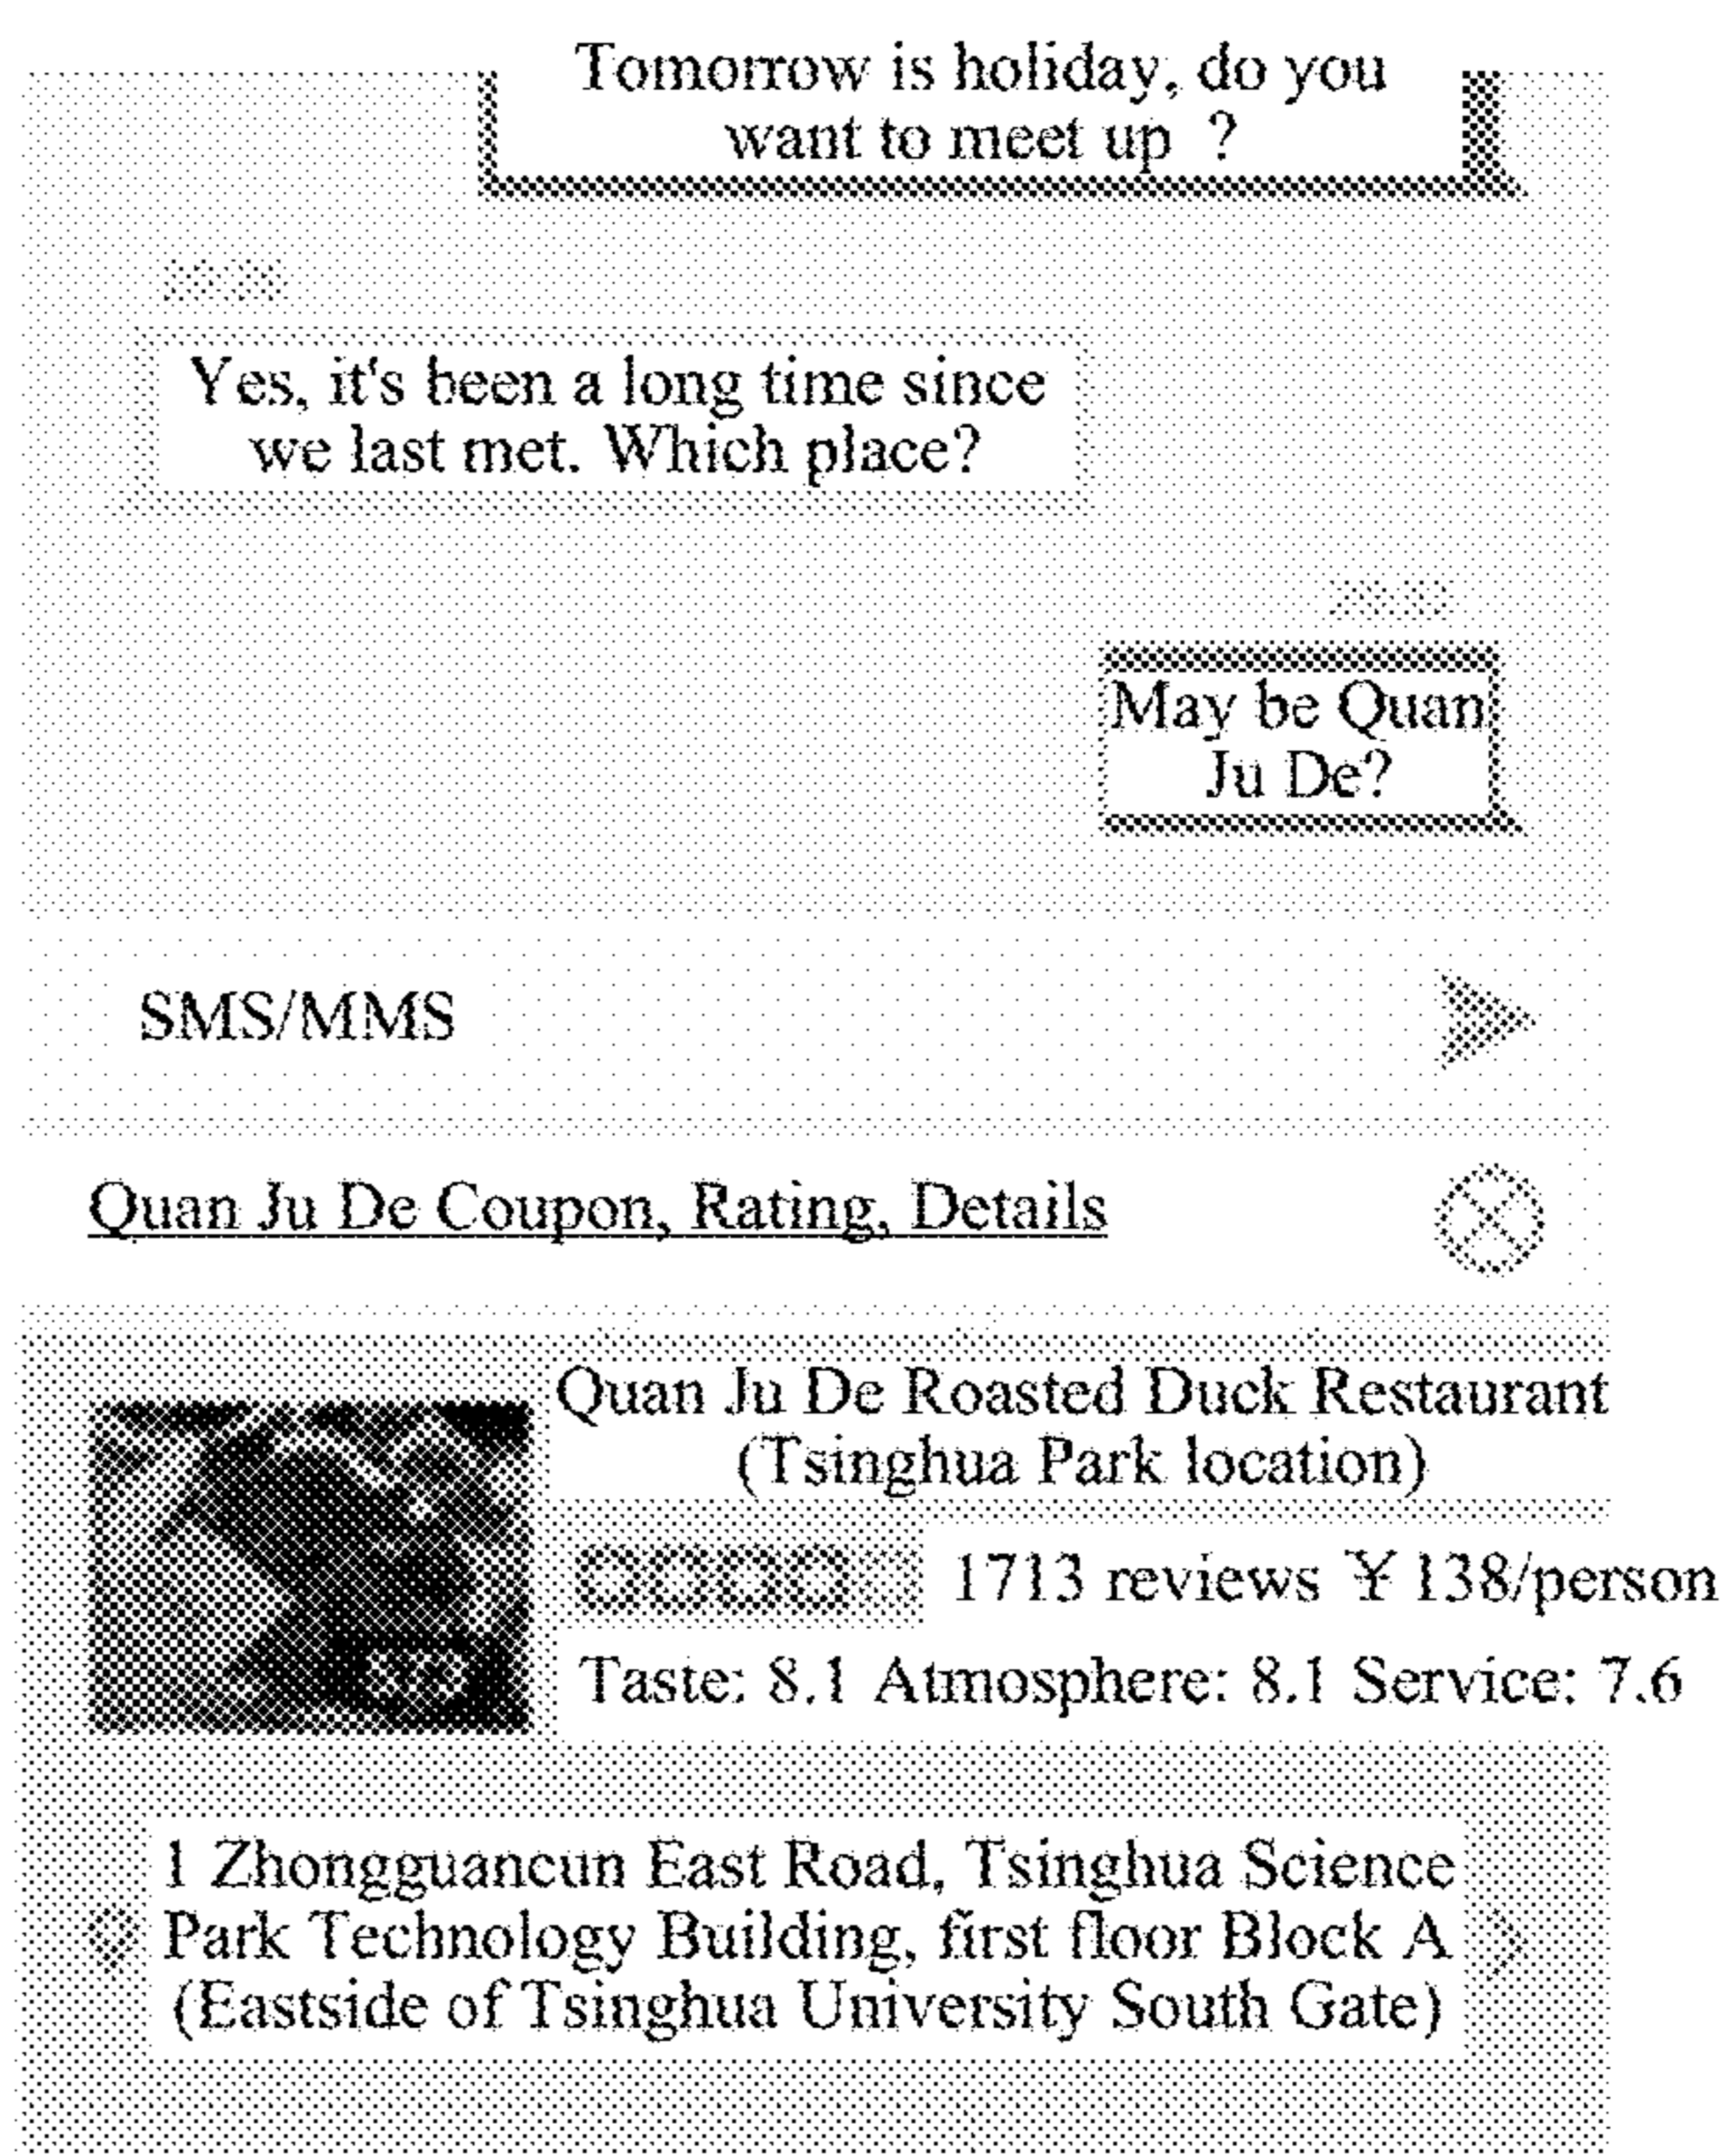 Tomorrow is holiday, do you
want to meet up ?
Yes, it's been a long time since
we last met. Which place?
May be Quan
Ju De?
SMS/MMS
Quan Ju De Coupon, Rating, Details
Quan Ju De Roasted Duck Restaurant
(Tsinghua Park location)
1713 reviews ¥ 138/person
Taste: 8.1 Atmosphere: 8.1 Service: 7.6
1 Zhongguancun East Road, Tsinghua Science
Park Technology Building, first floor Block A
(Eastside of Tsinghua University South Gate)